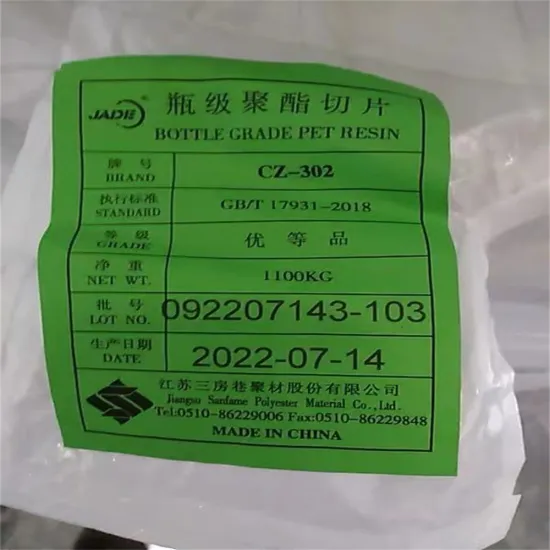 JADE® 瓶级聚酯切片
BOTTLE GRADE PET RESIN
牌号 CZ-302
BRAND
执行标准 GB/T 17931-2018
STANDARD
等级 优等品
GRADE
净重 1100KG
NET WT.
批号 092207143-103
LOT NO.
生产日期 2022-07-14
DATE
江苏三房巷聚材股份有限公司
Jiangsu Sanfame Polyester Material Co.,Ltd.
Tel:0510-86229006 Fax:0510-86229848
MADE IN CHINA